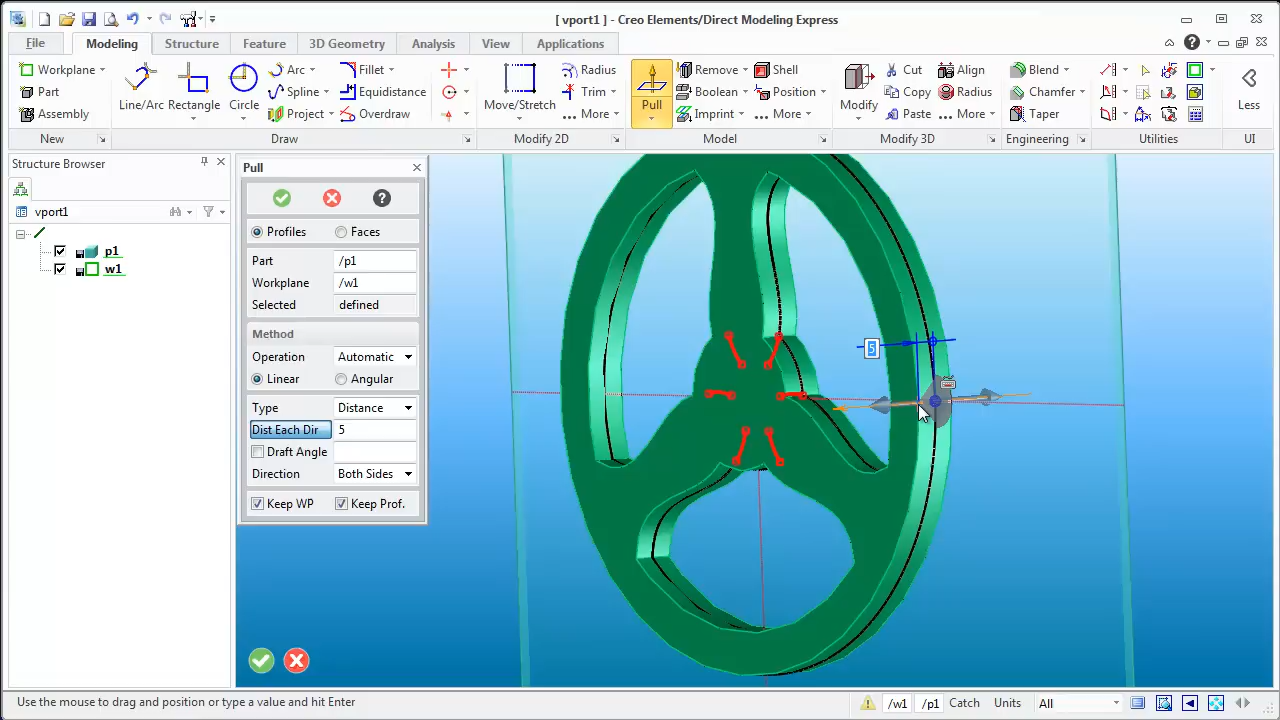 [ vport1 ] - Creo Elements/Direct Modeling Express
File Modeling Structure Feature 3D Geometry Analysis View Applications
Workplane Arc Fillet Radius Remove Shell Cut Align Blend
Part Spline Equidistance Trim Boolean Position Copy Radius Chamfer
Assembly Line/Arc Rectangle Circle Project Overdraw Move/Stretch More Pull Imprint More Modify Paste More Taper Less
New Draw Modify 2D Model Modify 3D Engineering Utilities UI
Structure Browser
vport1
p1
w1
Pull
Profiles Faces
Part /p1
Workplane /w1
Selected defined
Method
Operation Automatic
Linear Angular
Type Distance
Dist Each Dir 5
Draft Angle
Direction Both Sides
Keep WP Keep Prof.
5
Use the mouse to drag and position or type a value and hit Enter
/w1 /p1 Catch Units All